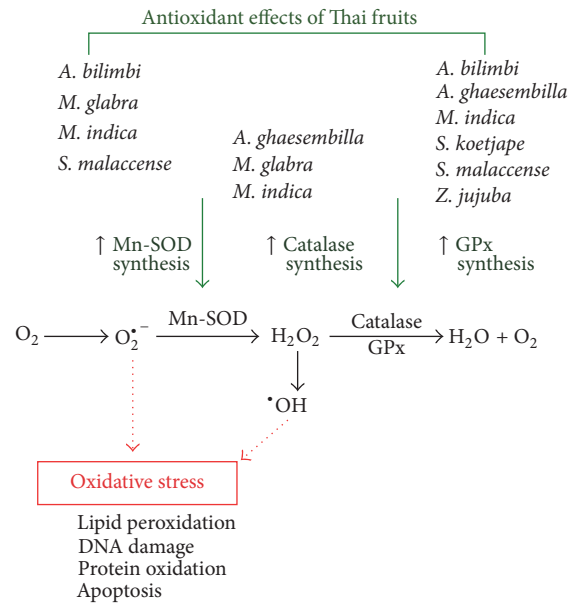 Antioxidant effects of Thai fruits
A. bilimbi
M. glabra
M. indica
S. malaccense
A. ghaesembilla
M. glabra
M. indica
A. bilimbi
A. ghaesembilla
M. indica
S. koetjape
S. malaccense
Z. jujuba
↑ Mn-SOD
synthesis
↑ Catalase
synthesis
↑ GPx
synthesis
O₂ → O₂•⁻ Mn-SOD → H₂O₂ Catalase → H₂O + O₂
GPx
•OH
Oxidative stress
Lipid peroxidation
DNA damage
Protein oxidation
Apoptosis